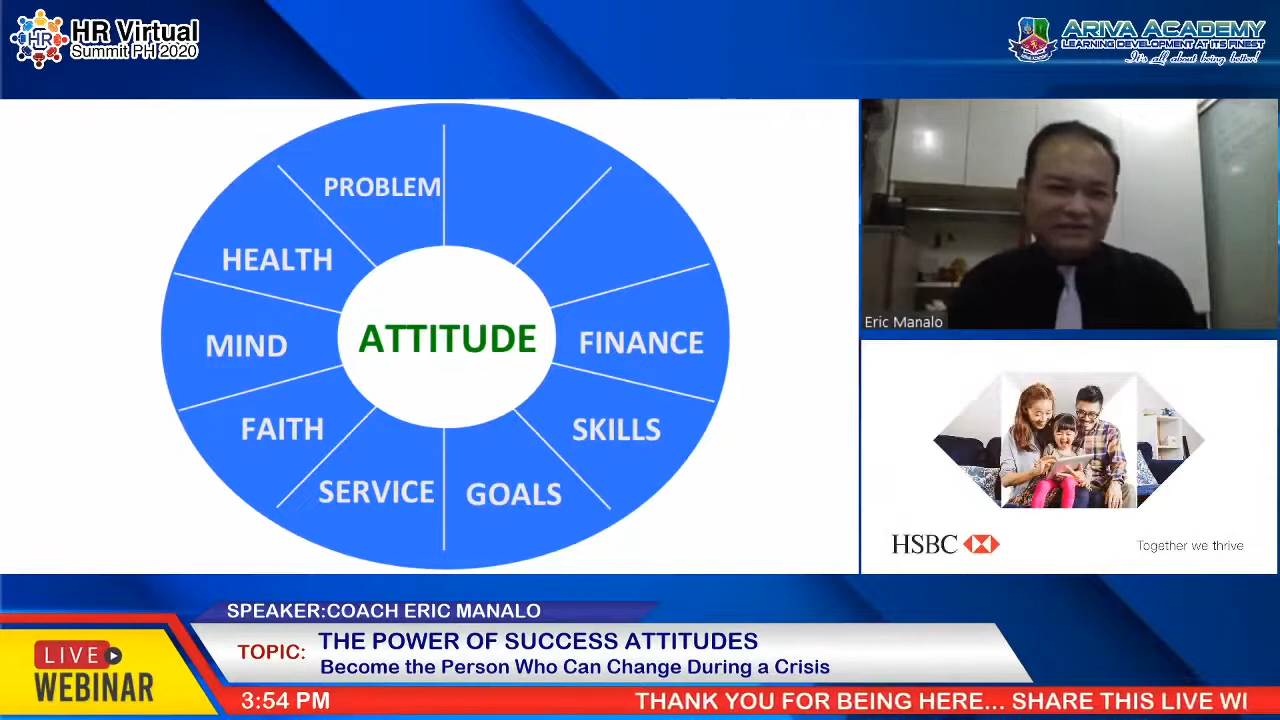 HR
HR Virtual
Summit PH 2020
ARIVA ACADEMY
LEARNING DEVELOPMENT AT ITS FINEST
It's all about being better!
PROBLEM
HEALTH
MIND
FAITH
SERVICE
GOALS
SKILLS
FINANCE
ATTITUDE
Eric Manalo
HSBC
Together we thrive
SPEAKER:COACH ERIC MANALO
TOPIC: THE POWER OF SUCCESS ATTITUDES
Become the Person Who Can Change During a Crisis
LIVE
WEBINAR
3:54 PM
THANK YOU FOR BEING HERE... SHARE THIS LIVE WI